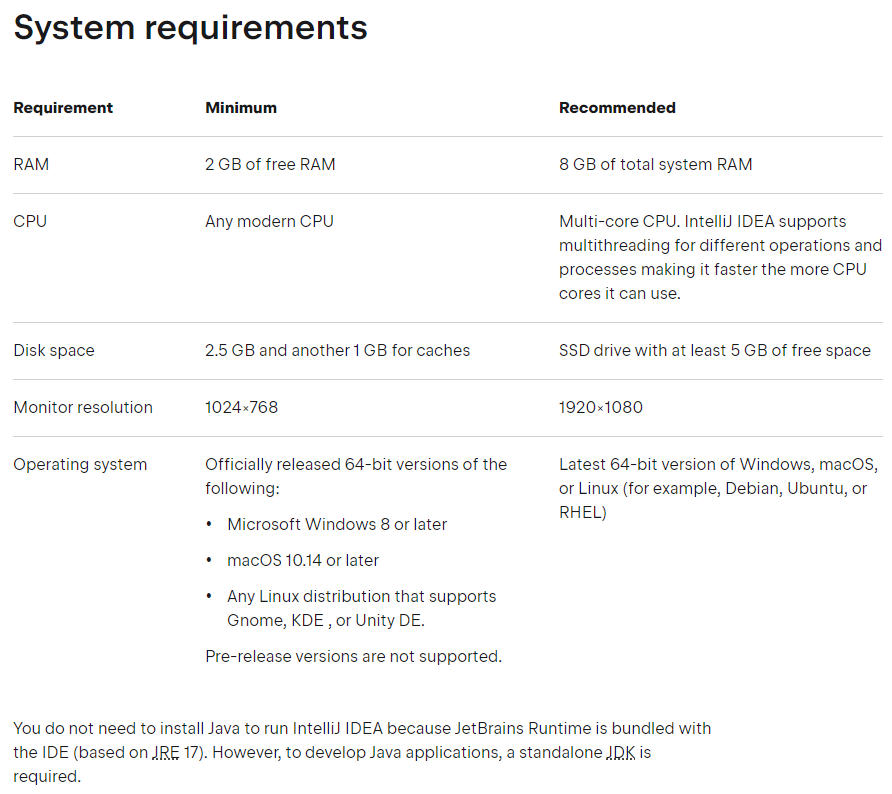 System requirements
Requirement Minimum Recommended
RAM 2 GB of free RAM 8 GB of total system RAM
CPU Any modern CPU Multi-core CPU. IntelliJ IDEA supports
multithreading for different operations and
processes making it faster the more CPU
cores it can use.
Disk space 2.5 GB and another 1 GB for caches SSD drive with at least 5 GB of free space
Monitor resolution 1024×768 1920×1080
Operating system Officially released 64-bit versions of the Latest 64-bit version of Windows, macOS,
following: or Linux (for example, Debian, Ubuntu, or
RHEL)
• Microsoft Windows 8 or later
• macOS 10.14 or later
• Any Linux distribution that supports
Gnome, KDE , or Unity DE.
Pre-release versions are not supported.
You do not need to install Java to run IntelliJ IDEA because JetBrains Runtime is bundled with
the IDE (based on JRE 17). However, to develop Java applications, a standalone JDK is
required.